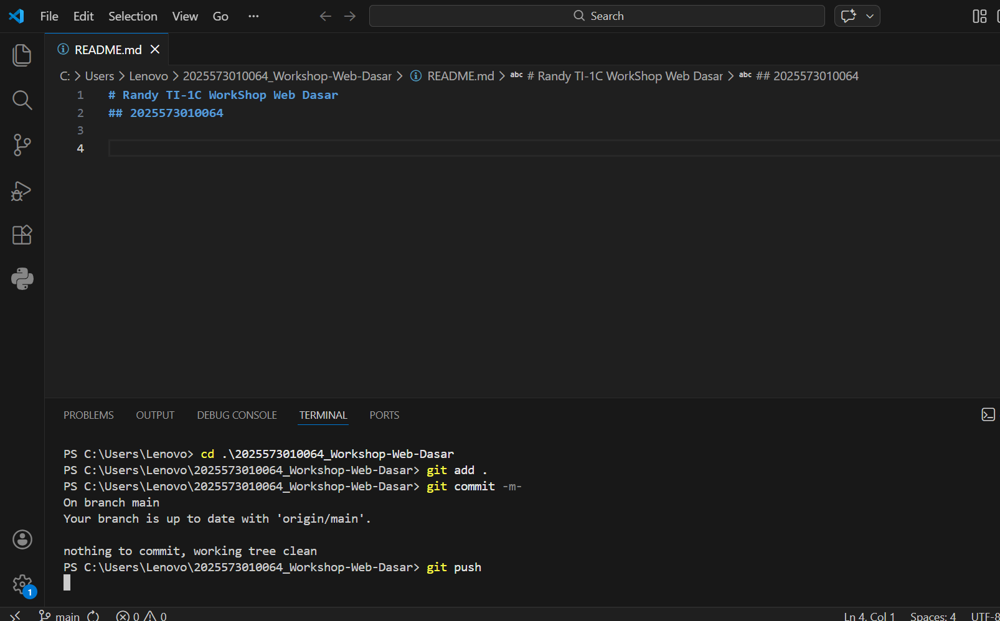 File Edit Selection View Go ··· Search
README.md
C: > Users > Lenovo > 2025573010064_Workshop-Web-Dasar > README.md > abc # Randy TI-1C WorkShop Web Dasar > abc ## 2025573010064
1 # Randy TI-1C WorkShop Web Dasar
2 ## 2025573010064
3
4
PROBLEMS OUTPUT DEBUG CONSOLE TERMINAL PORTS
PS C:\Users\Lenovo> cd .\2025573010064_Workshop-Web-Dasar
PS C:\Users\Lenovo\2025573010064_Workshop-Web-Dasar> git add .
PS C:\Users\Lenovo\2025573010064_Workshop-Web-Dasar> git commit -m-
On branch main
Your branch is up to date with 'origin/main'.
nothing to commit, working tree clean
PS C:\Users\Lenovo\2025573010064_Workshop-Web-Dasar> git push
1
main 0 0 Ln 4, Col 1 Spaces: 4 UTF-8